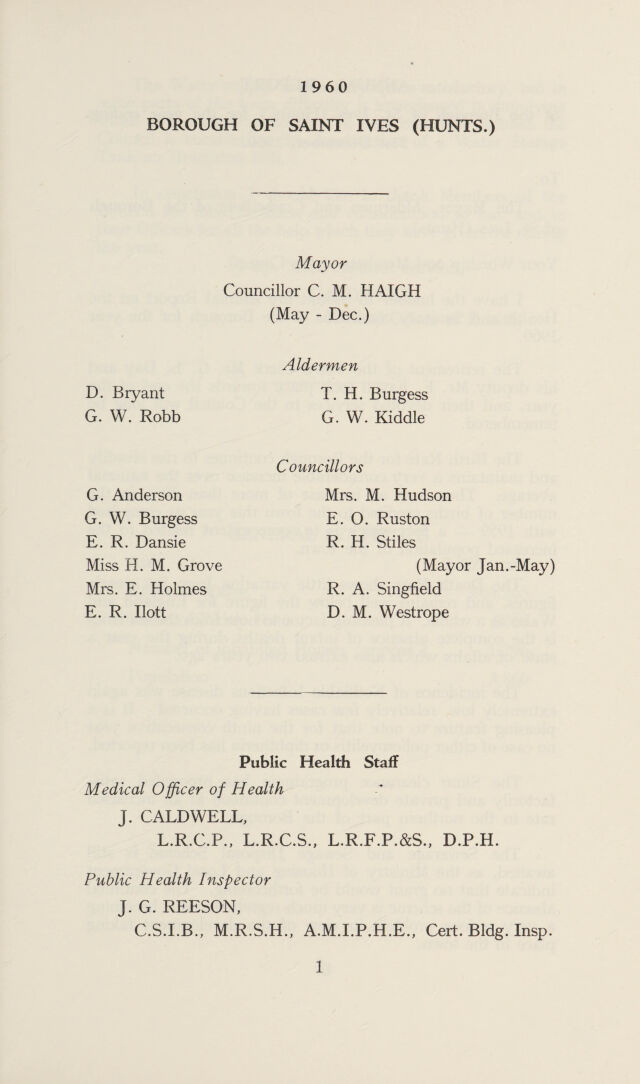 1960
BOROUGH OF SAINT IVES (HUNTS.)
Mayor
Councillor C. M. HAIGH
(May - Dec.)
Aldermen
D. Bryant T. H. Burgess
G. W. Robb G. W. Kiddle
Councillors
G. Anderson Mrs. M. Hudson
G. W. Burgess E. O. Ruston
E. R. Dansie R. H. Stiles
Miss H. M. Grove (Mayor Jan.-May)
Mrs. E. Holmes R. A. Singfield
E. R. Ilott D. M. Westrope
Public Health Staff
Medical Officer of Health
J. CALDWELL,
L.R.C.P., L.R.C.S., L.R.F.P.&S., D.P.H.
Public Health Inspector
J. G. REESON,
C.S.I.B., M.R.S.H., A.M.I.P.H.E., Cert. Bldg. Insp.
1